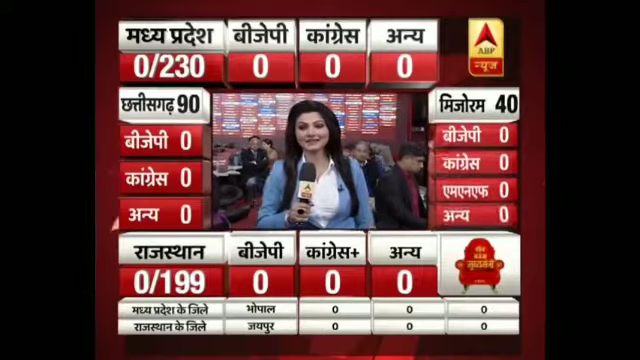 मध्य प्रदेश बीजेपी कांग्रेस अन्य
0/230 0 0 0
ABP
न्यूज़
छत्तीसगढ़ 90
बीजेपी 0
कांग्रेस 0
अन्य 0
मिजोरम 40
बीजेपी 0
कांग्रेस 0
एमएनएफ 0
अन्य 0
राजस्थान बीजेपी कांग्रेस+ अन्य
0/199 0 0 0
मध्य प्रदेश के जिले भोपाल 0 0 0
राजस्थान के जिले जयपुर 0 0 0